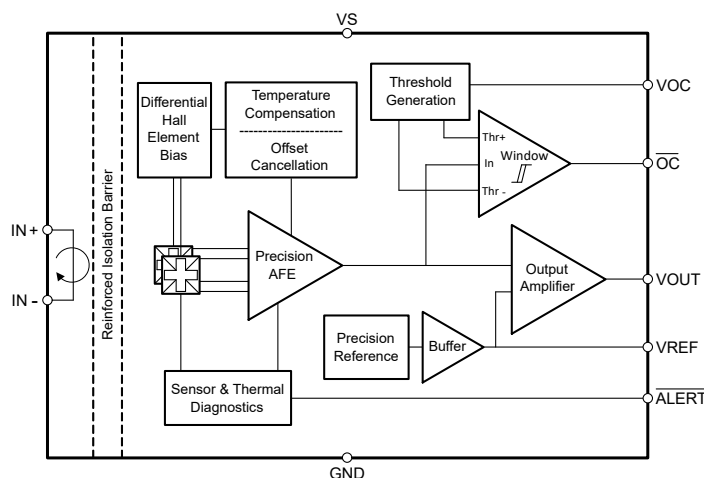 VS
Differential
Hall
Element
Bias
Temperature
Compensation
Offset
Cancellation
Threshold
Generation
VOC
Thr+
In
Window
Thr -
OC
Reinforced Isolation Barrier
IN+
IN-
Precision
AFE
Output
Amplifier
VOUT
Precision
Reference
Buffer
VREF
Sensor & Thermal
Diagnostics
ALERT
GND